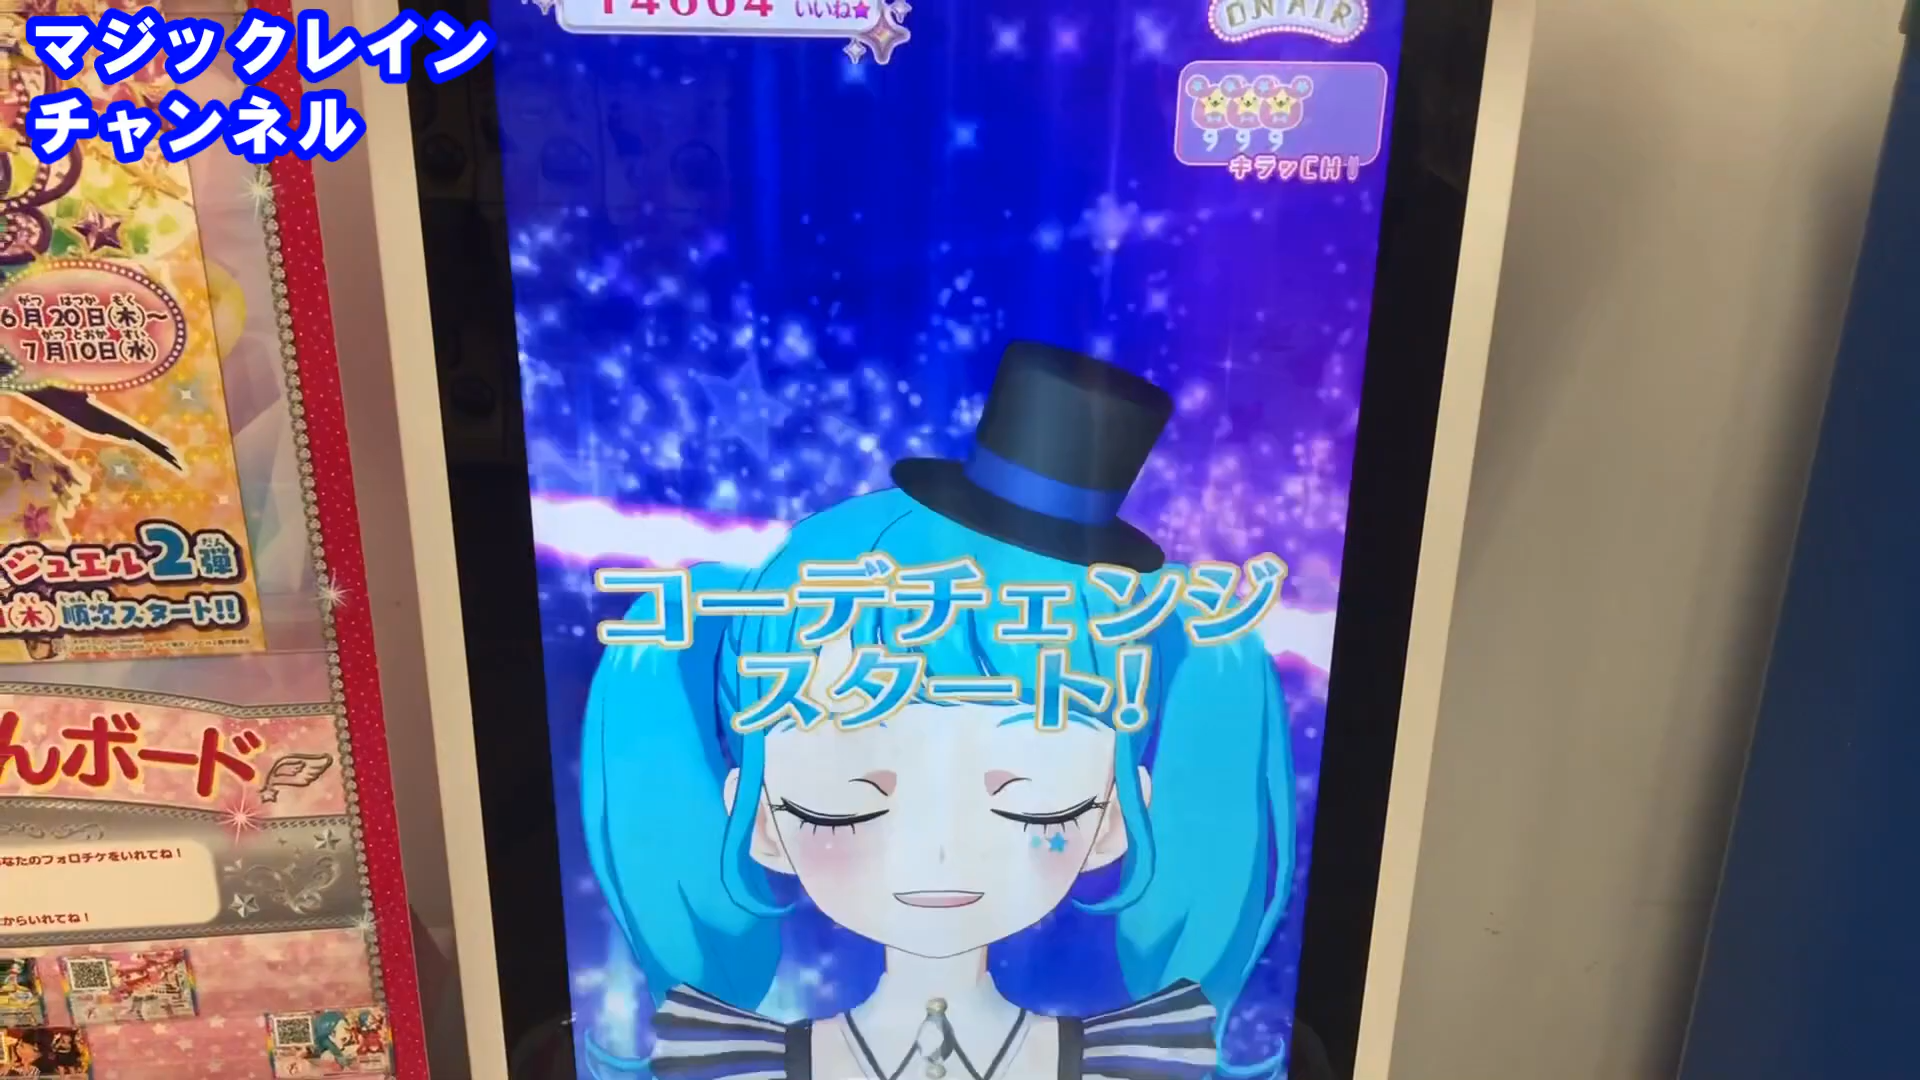 マジックレイン
チャンネル
14664
いいね★
ON AIR
999
キラッCH!
6月20日(木)〜
7月10日(水)
ジュエル2弾
(木)順次スタート!!
コーデチェンジ
スタート!
んボード
なたのフォロチケをいれてね!
からいれてね!